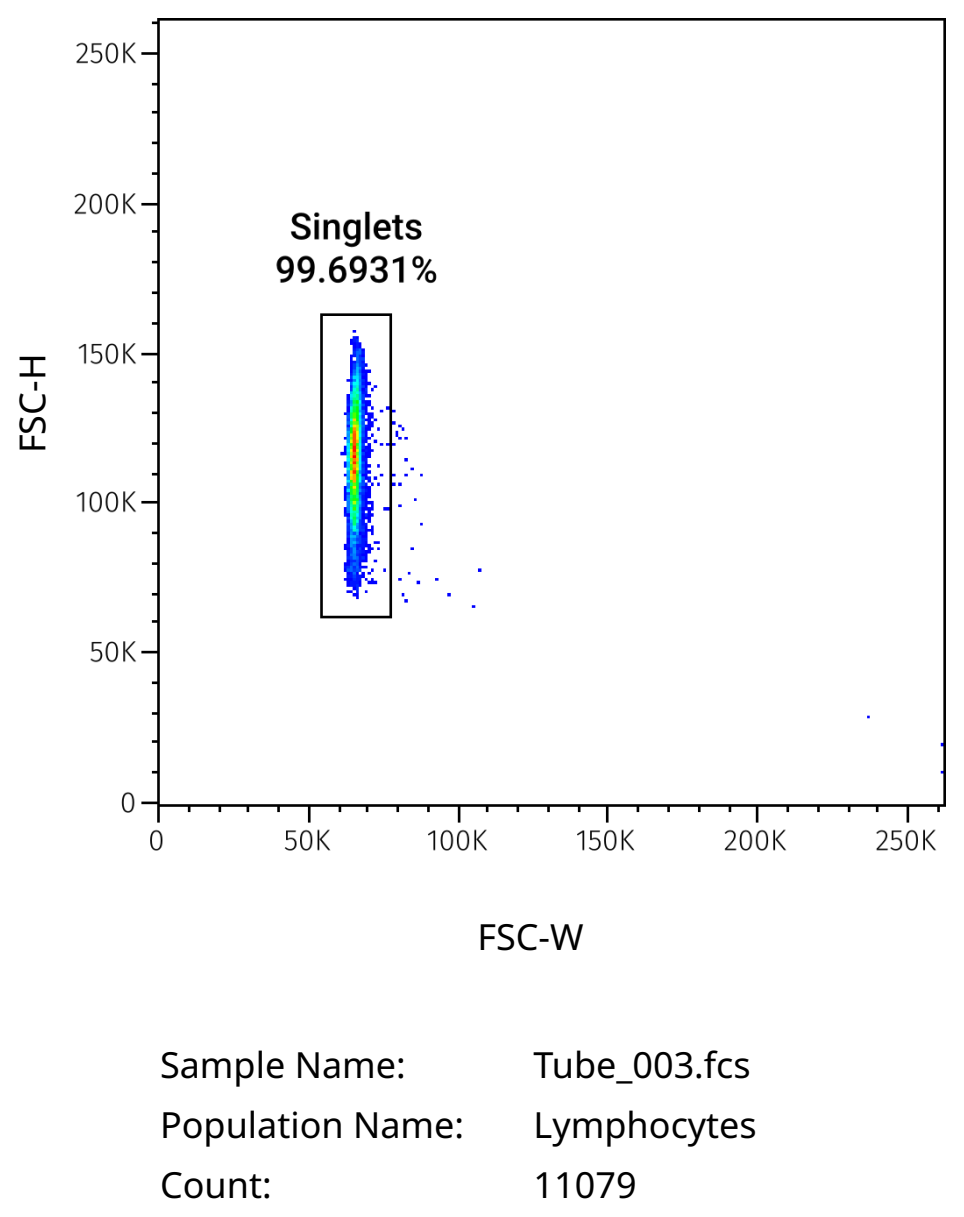 250K
200K
Singlets
99.6931%
150K
FSC-H
100K
50K
0
0 50K 100K 150K 200K 250K
FSC-W
Sample Name: Tube_003.fcs
Population Name: Lymphocytes
Count: 11079